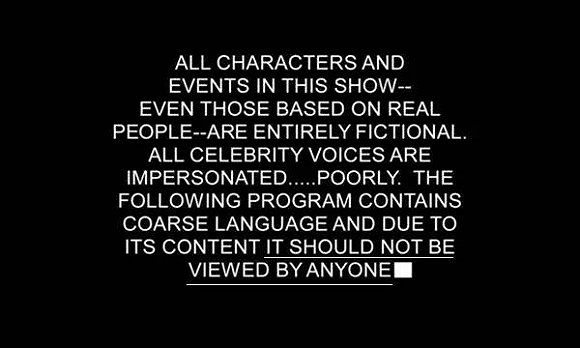 ALL CHARACTERS AND
EVENTS IN THIS SHOW--
EVEN THOSE BASED ON REAL
PEOPLE--ARE ENTIRELY FICTIONAL.
ALL CELEBRITY VOICES ARE
IMPERSONATED.....POORLY.  THE
FOLLOWING PROGRAM CONTAINS
COARSE LANGUAGE AND DUE TO
ITS CONTENT IT SHOULD NOT BE
VIEWED BY ANYONE